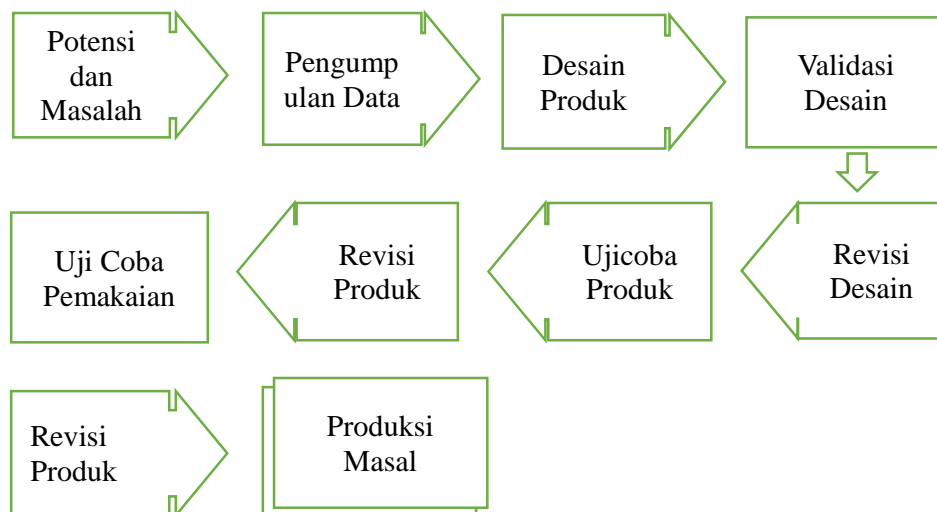 Potensi
dan
Masalah
Pengump
ulan Data
Desain
Produk
Validasi
Desain
Revisi
Desain
Ujicoba
Produk
Revisi
Produk
Uji Coba
Pemakaian
Revisi
Produk
Produksi
Masal